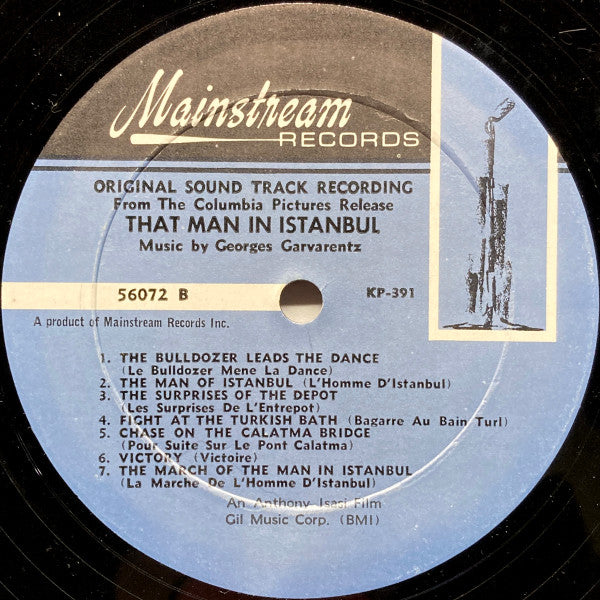 Mainstream
RECORDS
ORIGINAL SOUND TRACK RECORDING
From The Columbia Pictures Release
THAT MAN IN ISTANBUL
Music by Georges Garvarentz
56072 B KP-391
A product of Mainstream Records Inc.
1. THE BULLDOZER LEADS THE DANCE
(Le Bulldozer Mene La Dance)
2. THE MAN OF ISTANBUL (L'Homme D'Istanbul)
3. THE SURPRISES OF THE DEPOT
(Les Surprises De L'Entrepot)
4. FIGHT AT THE TURKISH BATH (Bagarre Au Bain Turl)
5. CHASE ON THE CALATMA BRIDGE
(Pour Suite Sur Le Pont Calatma)
6. VICTORY (Victoire)
7. THE MARCH OF THE MAN IN ISTANBUL
(La Marche De L'Homme D'Istanbul)
An Anthony Isasi Film
Gil Music Corp. (BMI)